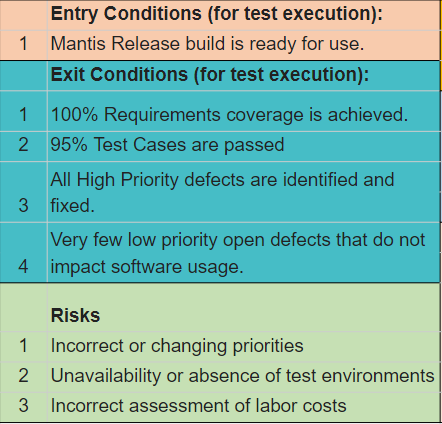 Entry Conditions (for test execution):
1 Mantis Release build is ready for use.
Exit Conditions (for test execution):
1 100% Requirements coverage is achieved.
2 95% Test Cases are passed
All High Priority defects are identified and
3 fixed.
Very few low priority open defects that do not
4 impact software usage.
Risks
1 Incorrect or changing priorities
2 Unavailability or absence of test environments
3 Incorrect assessment of labor costs